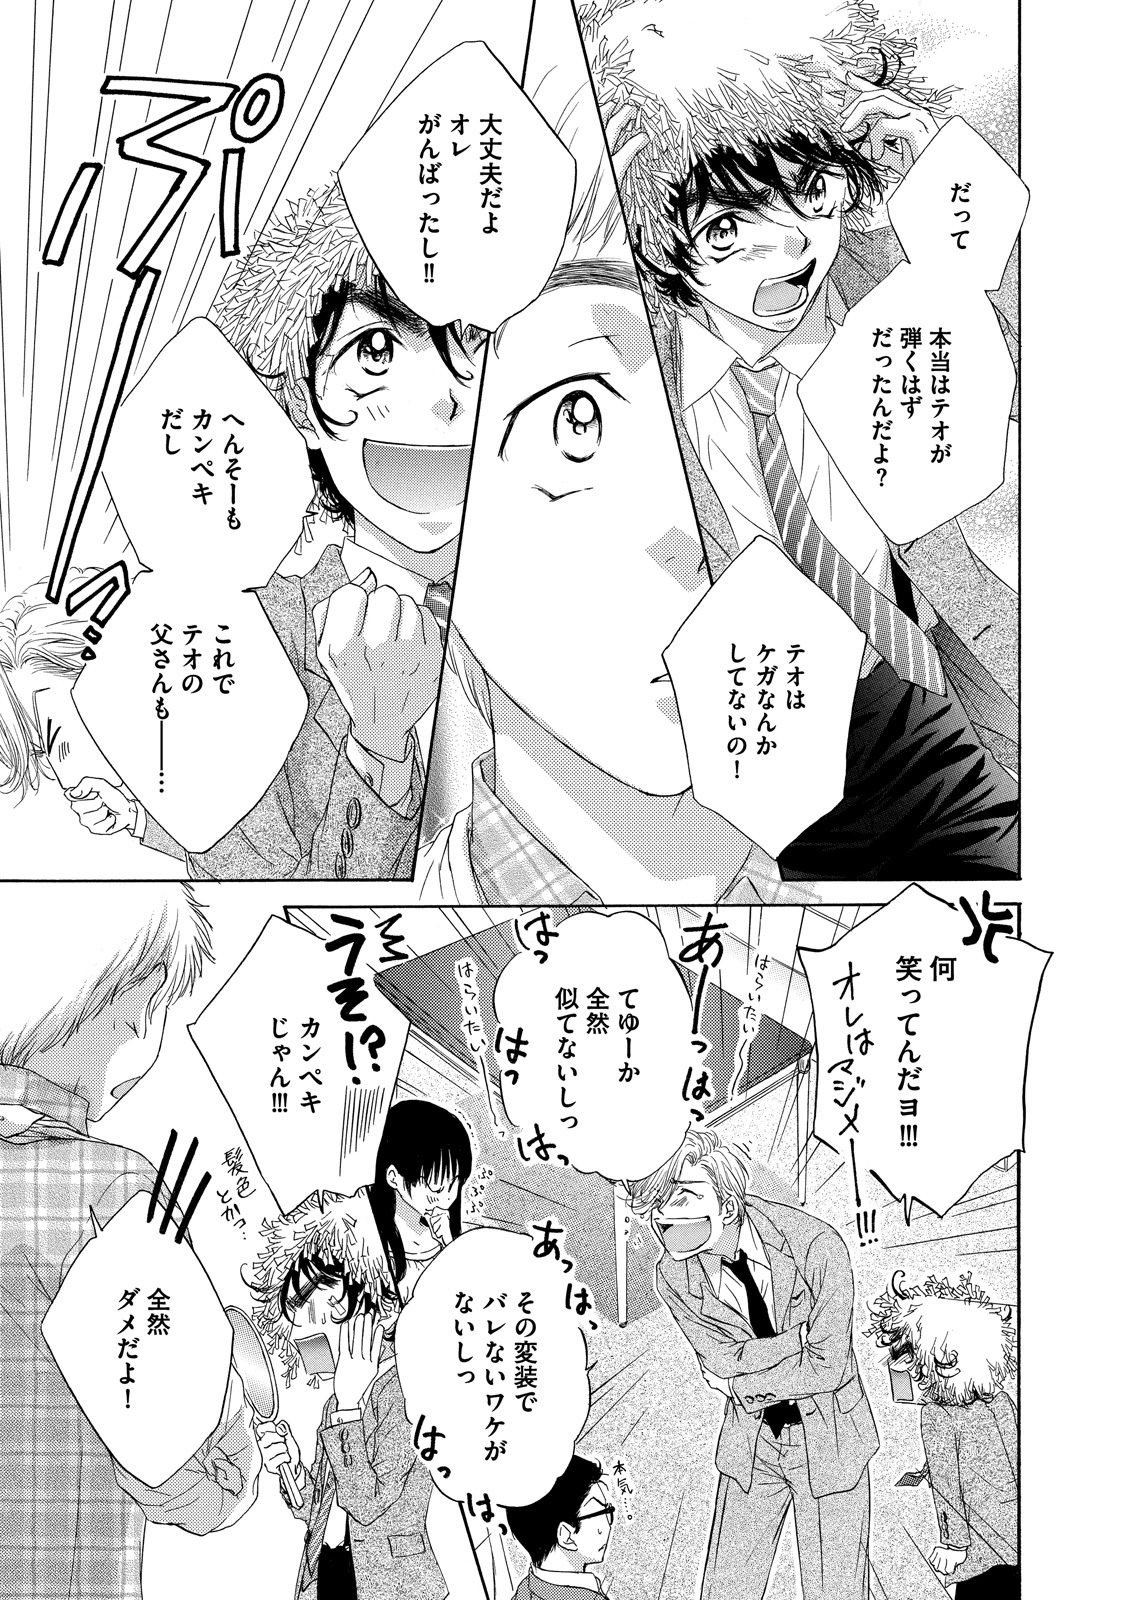 だって
本当はテオが
弾くはず
だったんだよ？
テオは
ケガなんか
してないの！
大丈夫だよ
オレ
がんばったし!!
へんそーも
カンペキ
だし
これで
テオの
父さんも――…
ぷ――っ
何
笑ってんだヨ!!!
オレは
マジメ――!!!
はらいたい
あーーっはっ
はっ
はっ
はっ
てゆーか
全然
似てないしっ
はらいたいっ
ぷ
ぷぷ
ぷぷ
あっはっ
はっ
はっ
その変装で
バレないワケが
ないしっ
本気…。
うそ――!?
カンペキ
じゃん!!!
髪色
とかっ…
全然
ダメだよ！